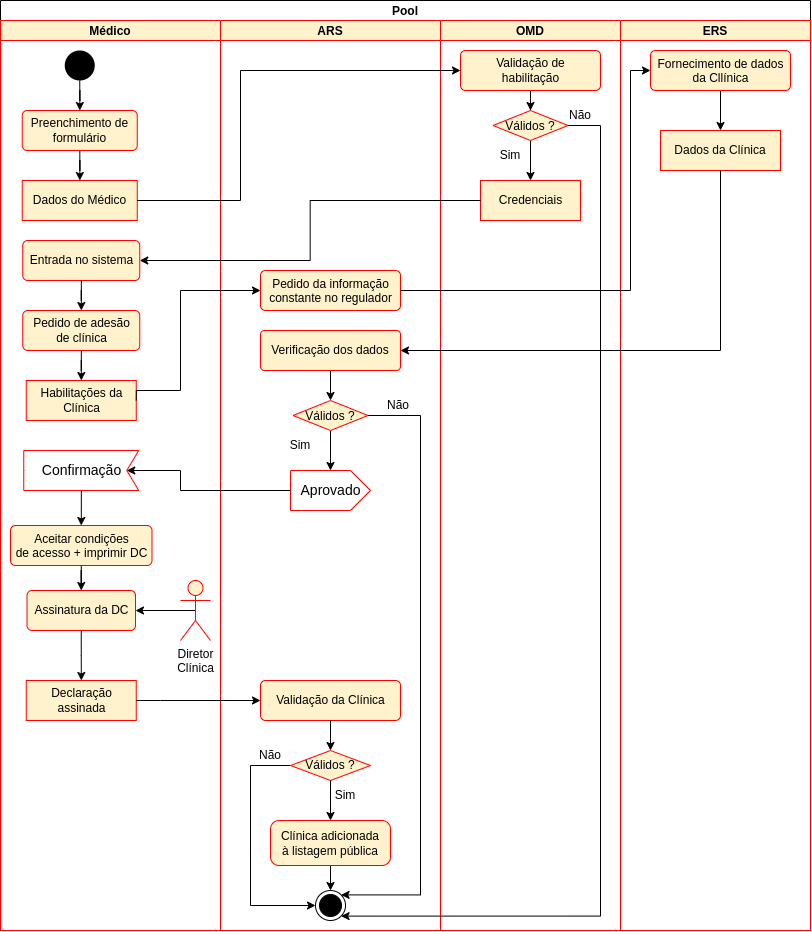 Pool
Médico
ARS
OMD
ERS
Preenchimento de
formulário
Dados do Médico
Validação de
habilitação
Válidos ?
Não
Sim
Credenciais
Fornecimento de dados
da Cllínica
Dados da Clínica
Entrada no sistema
Pedido de adesão
de clínica
Habilitações da
Clínica
Pedido da informação
constante no regulador
Verificação dos dados
Válidos ?
Não
Sim
Aprovado
Confirmação
Aceitar condições
de acesso + imprimir DC
Assinatura da DC
Diretor
Clínica
Declaração
assinada
Validação da Clínica
Válidos ?
Não
Sim
Clínica adicionada
à listagem pública